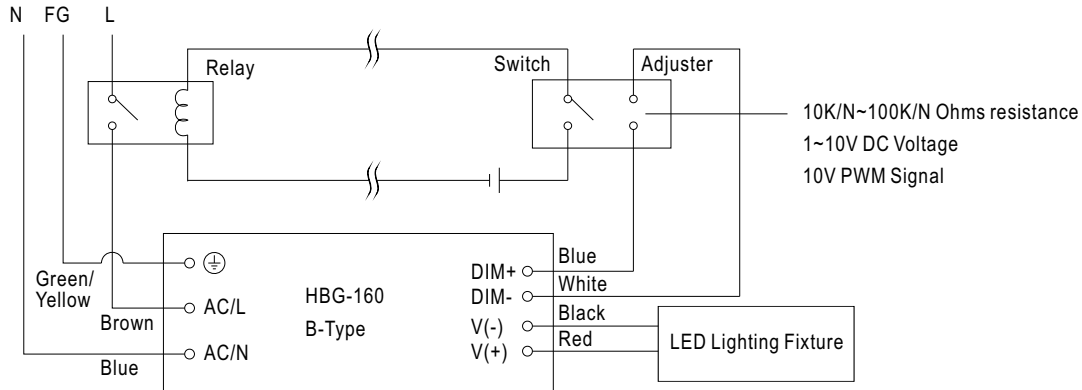 N FG L
Relay
Switch
Adjuster
10K/N~100K/N Ohms resistance
1~10V DC Voltage
10V PWM Signal
Green/
Yellow
Brown
Blue
AC/L
AC/N
HBG-160
B-Type
DIM+
DIM-
V(-)
V(+)
Blue
White
Black
Red
LED Lighting Fixture